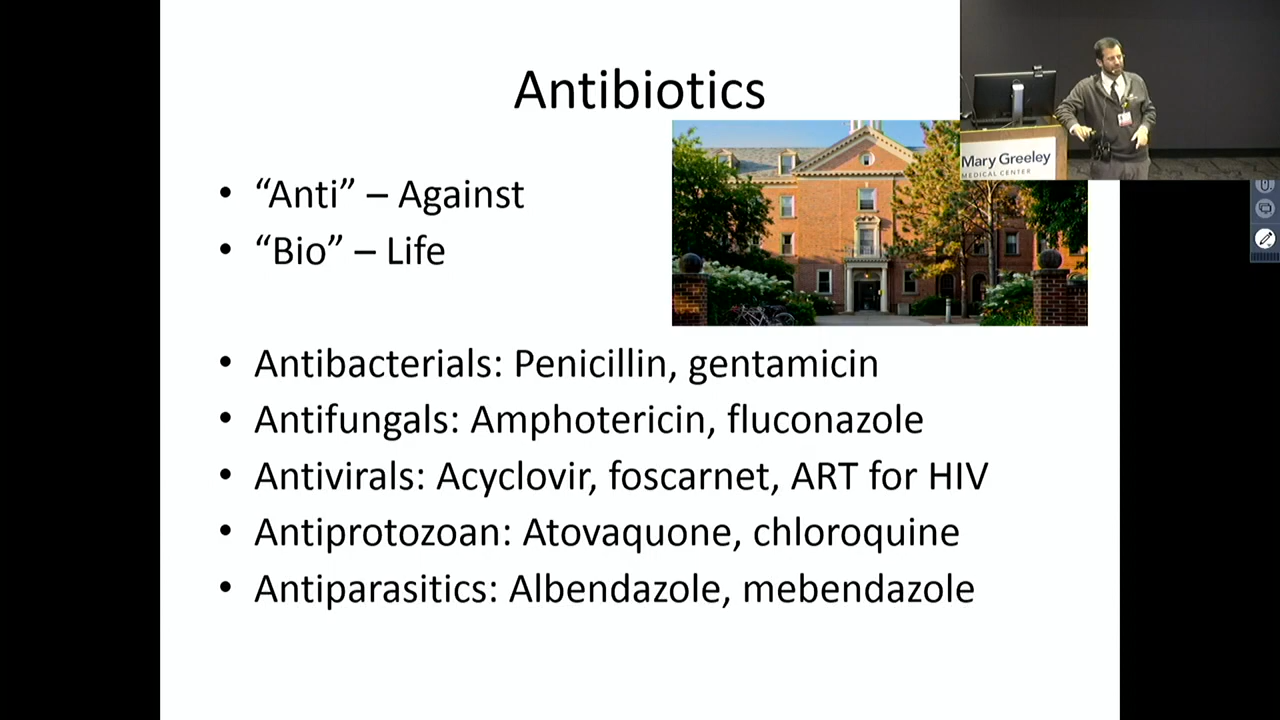 Antibiotics
• “Anti” – Against
• “Bio” – Life
• Antibacterials: Penicillin, gentamicin
• Antifungals: Amphotericin, fluconazole
• Antivirals: Acyclovir, foscarnet, ART for HIV
• Antiprotozoan: Atovaquone, chloroquine
• Antiparasitics: Albendazole, mebendazole
Mary Greeley
MEDICAL CENTER